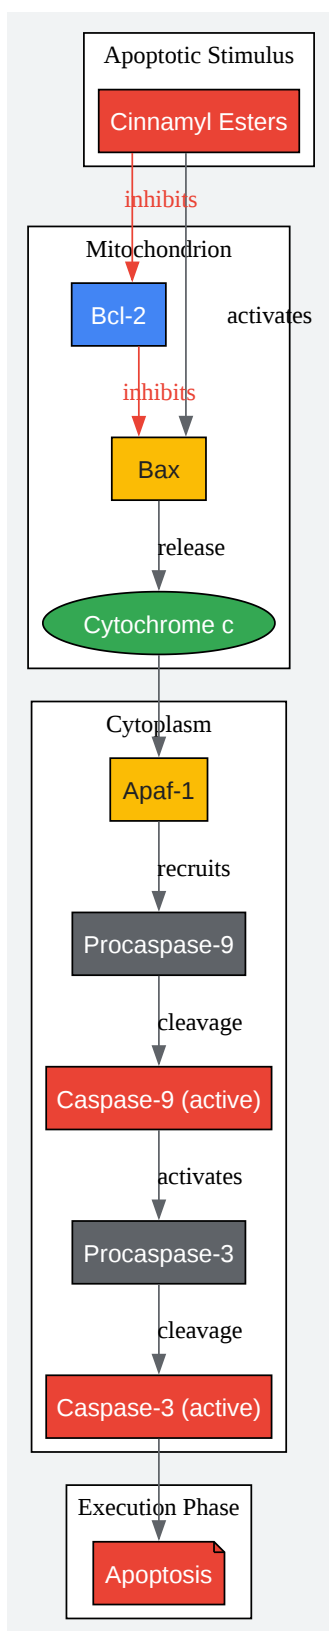 Apoptotic Stimulus
Cinnamyl Esters
inhibits
Mitochondrion
Bcl-2
activates
inhibits
Bax
release
Cytochrome c
Cytoplasm
Apaf-1
recruits
Procaspase-9
cleavage
Caspase-9 (active)
activates
Procaspase-3
cleavage
Caspase-3 (active)
Execution Phase
Apoptosis